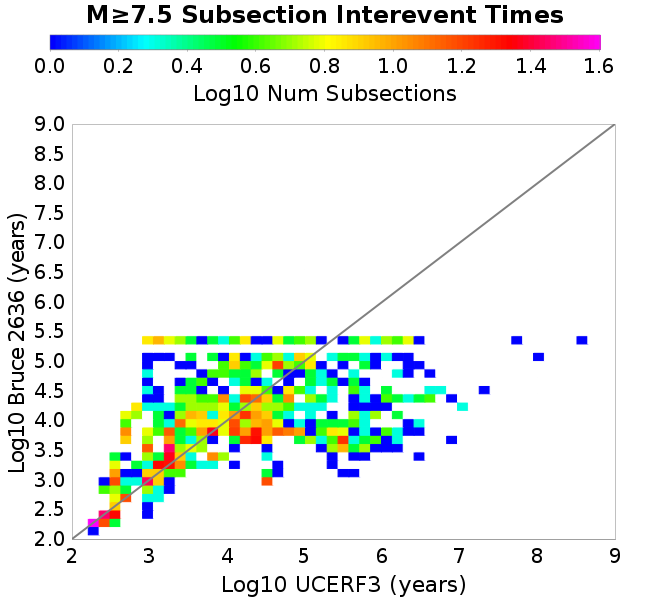 M≥7.5 Subsection Interevent Times
0.0 0.2 0.4 0.6 0.8 1.0 1.2 1.4 1.6
Log10 Num Subsections
9.0
8.5
8.0
7.5
7.0
6.5
6.0
5.5
5.0
4.5
4.0
3.5
3.0
2.5
2.0
Log10 Bruce 2636 (years)
2 3 4 5 6 7 8 9
Log10 UCERF3 (years)